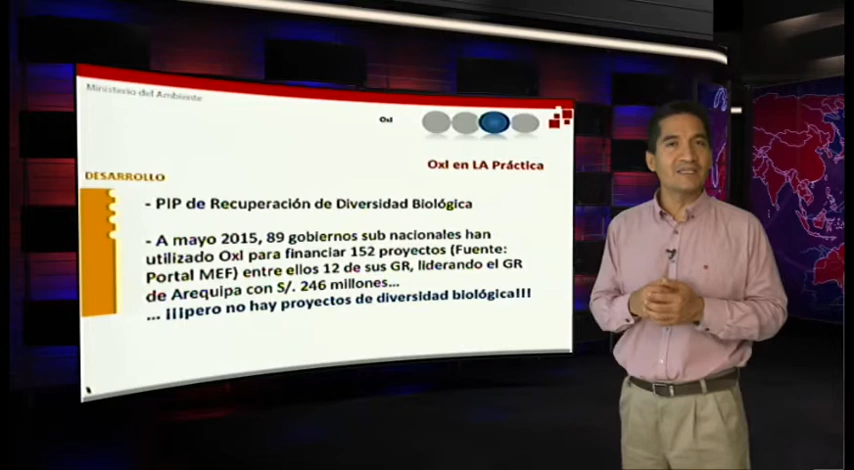 Ministerio del Ambiente
OxI
OxI en LA Práctica
DESARROLLO
- PIP de Recuperación de Diversidad Biológica
- A mayo 2015, 89 gobiernos sub nacionales han
utilizado OxI para financiar 152 proyectos (Fuente:
Portal MEF) entre ellos 12 de sus GR, liderando el GR
de Arequipa con S/. 246 millones...
... ¡¡¡pero no hay proyectos de diversidad biológica!!!